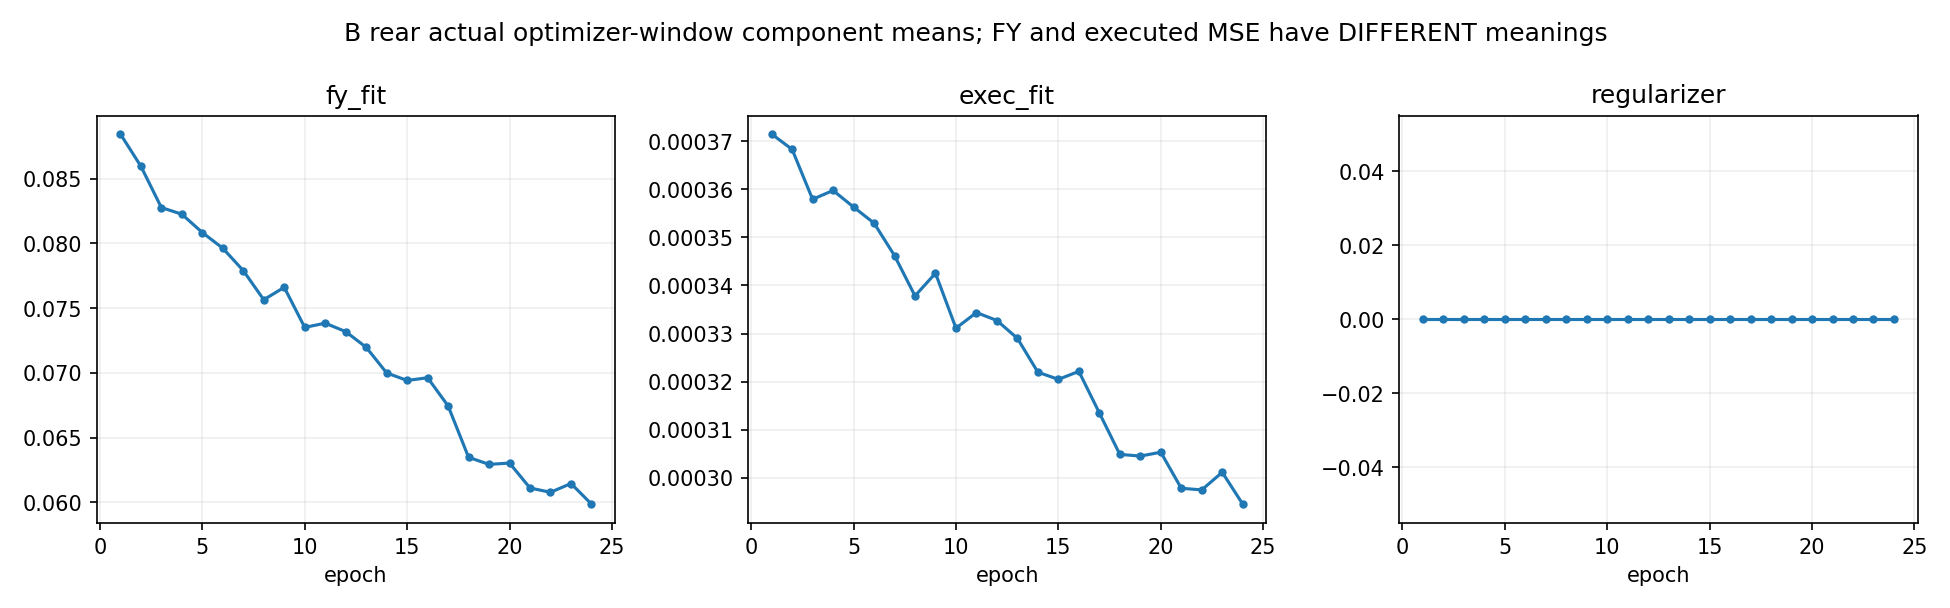 B rear actual optimizer-window component means; FY and executed MSE have DIFFERENT meanings
fy_fit
0.085
0.080
0.075
0.070
0.065
0.060
0 5 10 15 20 25
epoch
exec_fit
0.00037
0.00036
0.00035
0.00034
0.00033
0.00032
0.00031
0.00030
0 5 10 15 20 25
epoch
regularizer
0.04
0.02
0.00
−0.02
−0.04
0 5 10 15 20 25
epoch